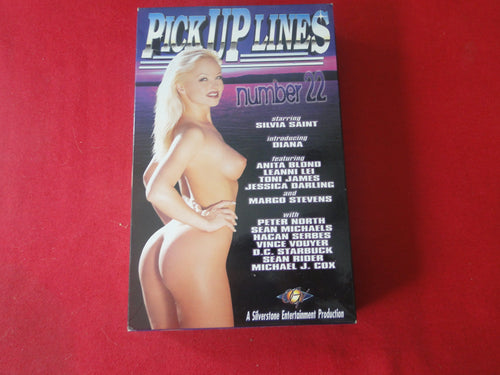 PICK UP LINES
number 22
starring
SILVIA SAINT
introducing
DIANA
featuring
ANITA BLOND
LEANNI LEI
TONI JAMES
JESSICA DARLING
and
MARGO STEVENS
with
PETER NORTH
SEAN MICHAELS
HAGAN SERBES
VINCE VOUYER
D.C. STARBUCK
SEAN RIDER
MICHAEL J. COX
A Silverstone Entertainment Production